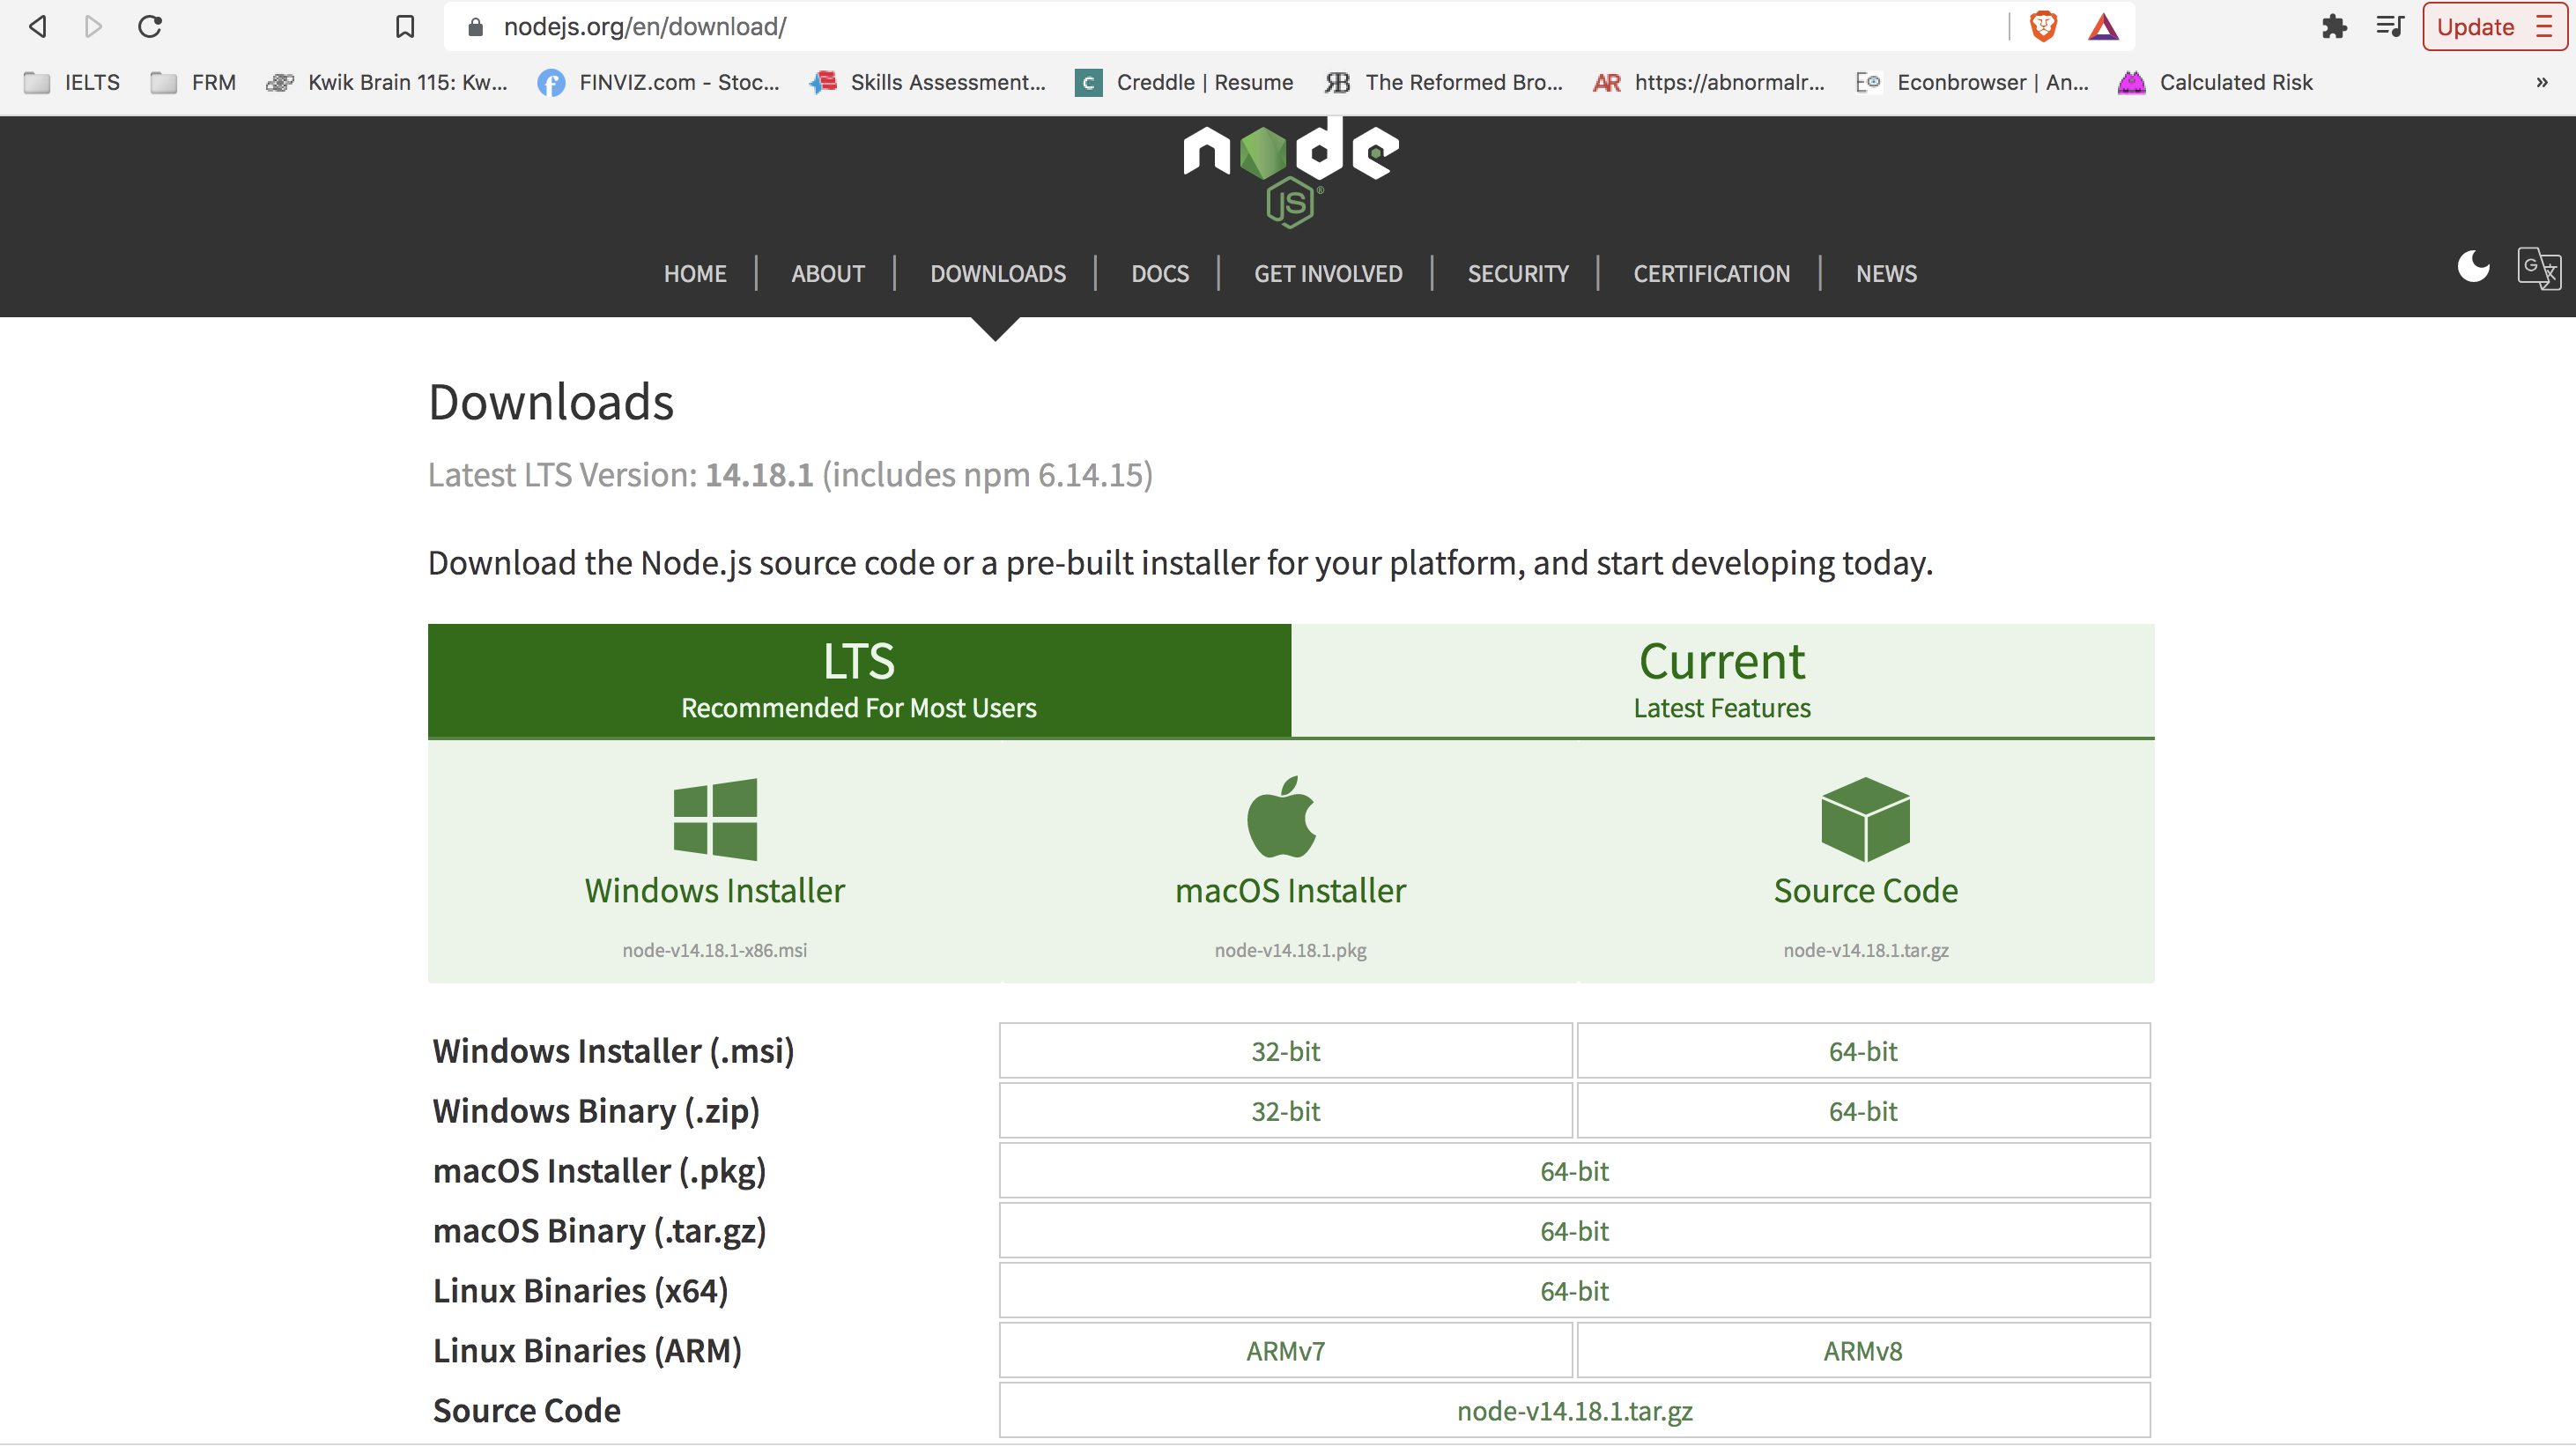 nodejs.org/en/download/
Update
IELTS FRM Kwik Brain 115: Kw... FINVIZ.com - Stoc... Skills Assessment... Creddle | Resume The Reformed Bro... https://abnormalr... Econbrowser | An... Calculated Risk »
node
JS®
HOME ABOUT DOWNLOADS DOCS GET INVOLVED SECURITY CERTIFICATION NEWS
Downloads
Latest LTS Version: 14.18.1 (includes npm 6.14.15)
Download the Node.js source code or a pre-built installer for your platform, and start developing today.
LTS
Recommended For Most Users
Current
Latest Features
Windows Installer
node-v14.18.1-x86.msi
macOS Installer
node-v14.18.1.pkg
Source Code
node-v14.18.1.tar.gz
Windows Installer (.msi) 32-bit 64-bit
Windows Binary (.zip) 32-bit 64-bit
macOS Installer (.pkg) 64-bit
macOS Binary (.tar.gz) 64-bit
Linux Binaries (x64) 64-bit
Linux Binaries (ARM) ARMv7 ARMv8
Source Code node-v14.18.1.tar.gz